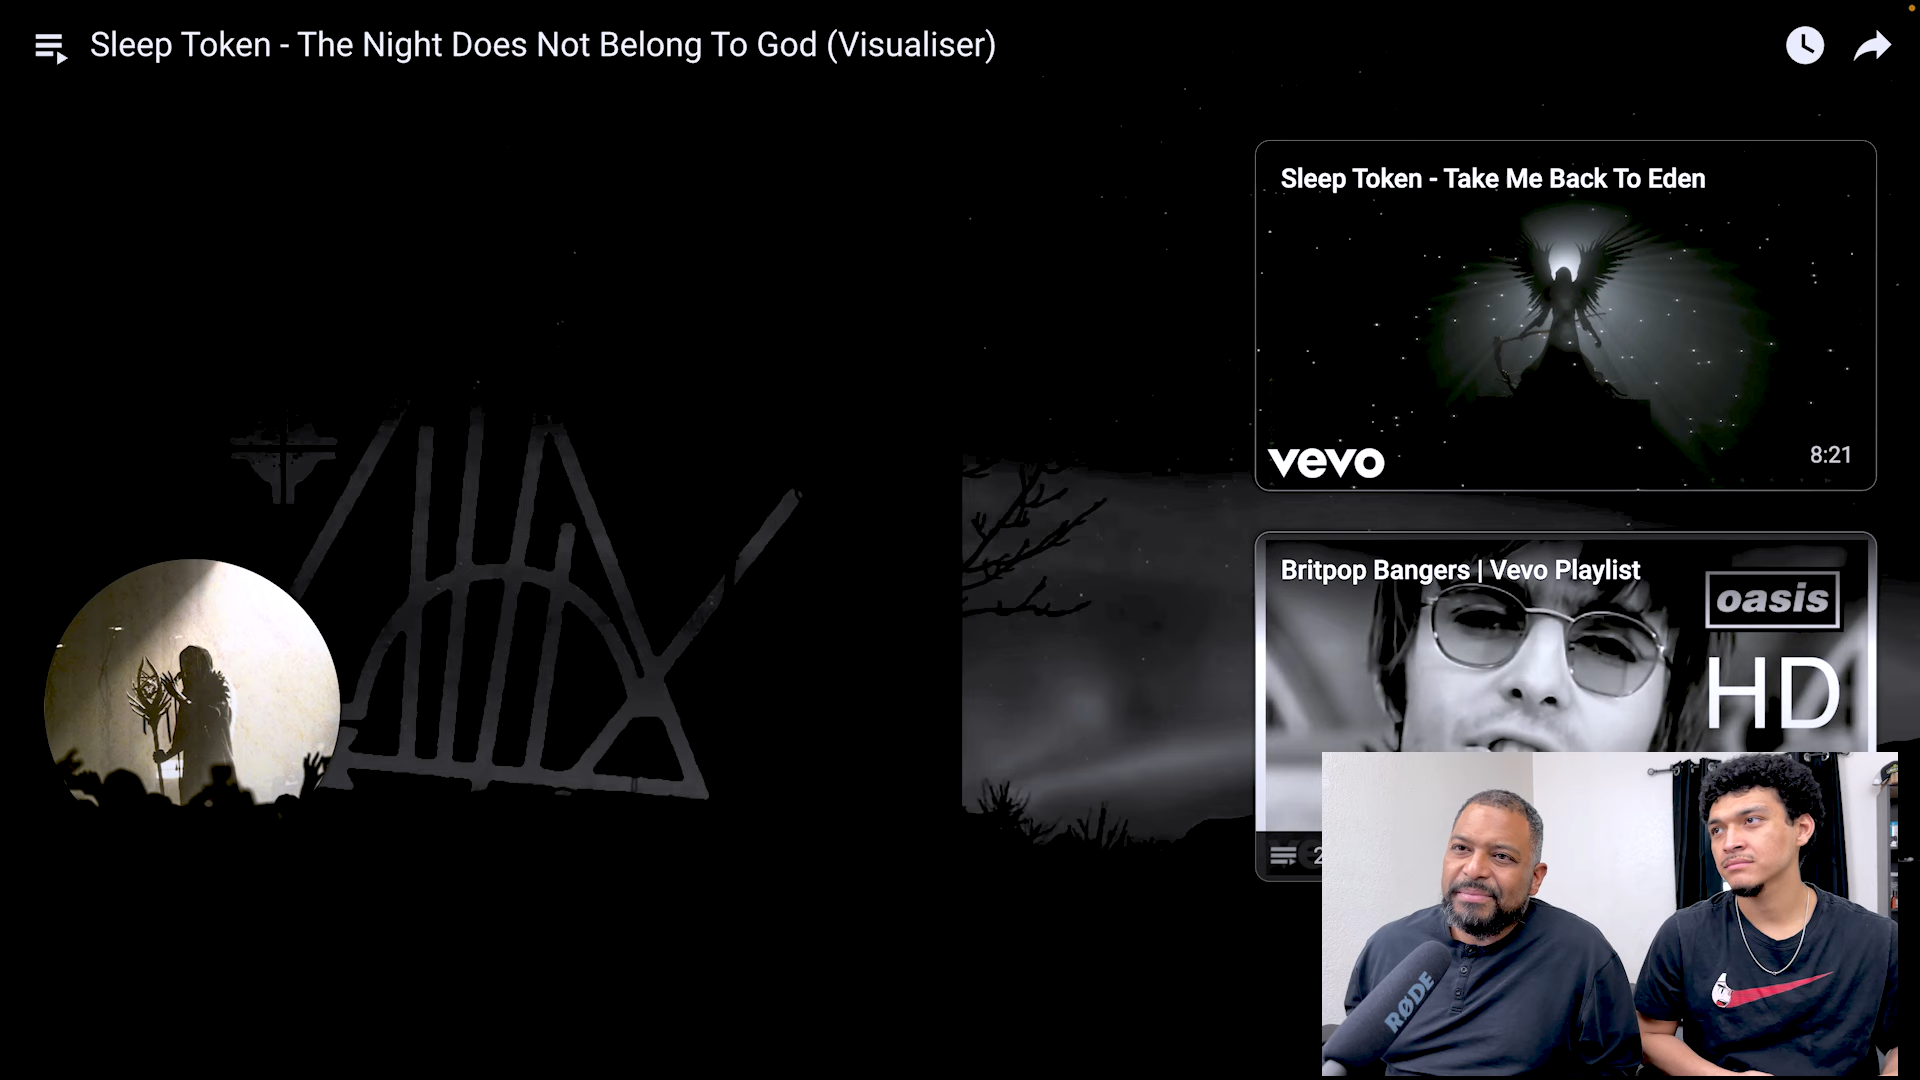 Sleep Token - The Night Does Not Belong To God (Visualiser)
Sleep Token - Take Me Back To Eden
vevo
8:21
Britpop Bangers | Vevo Playlist
oasis
HD
RØDE